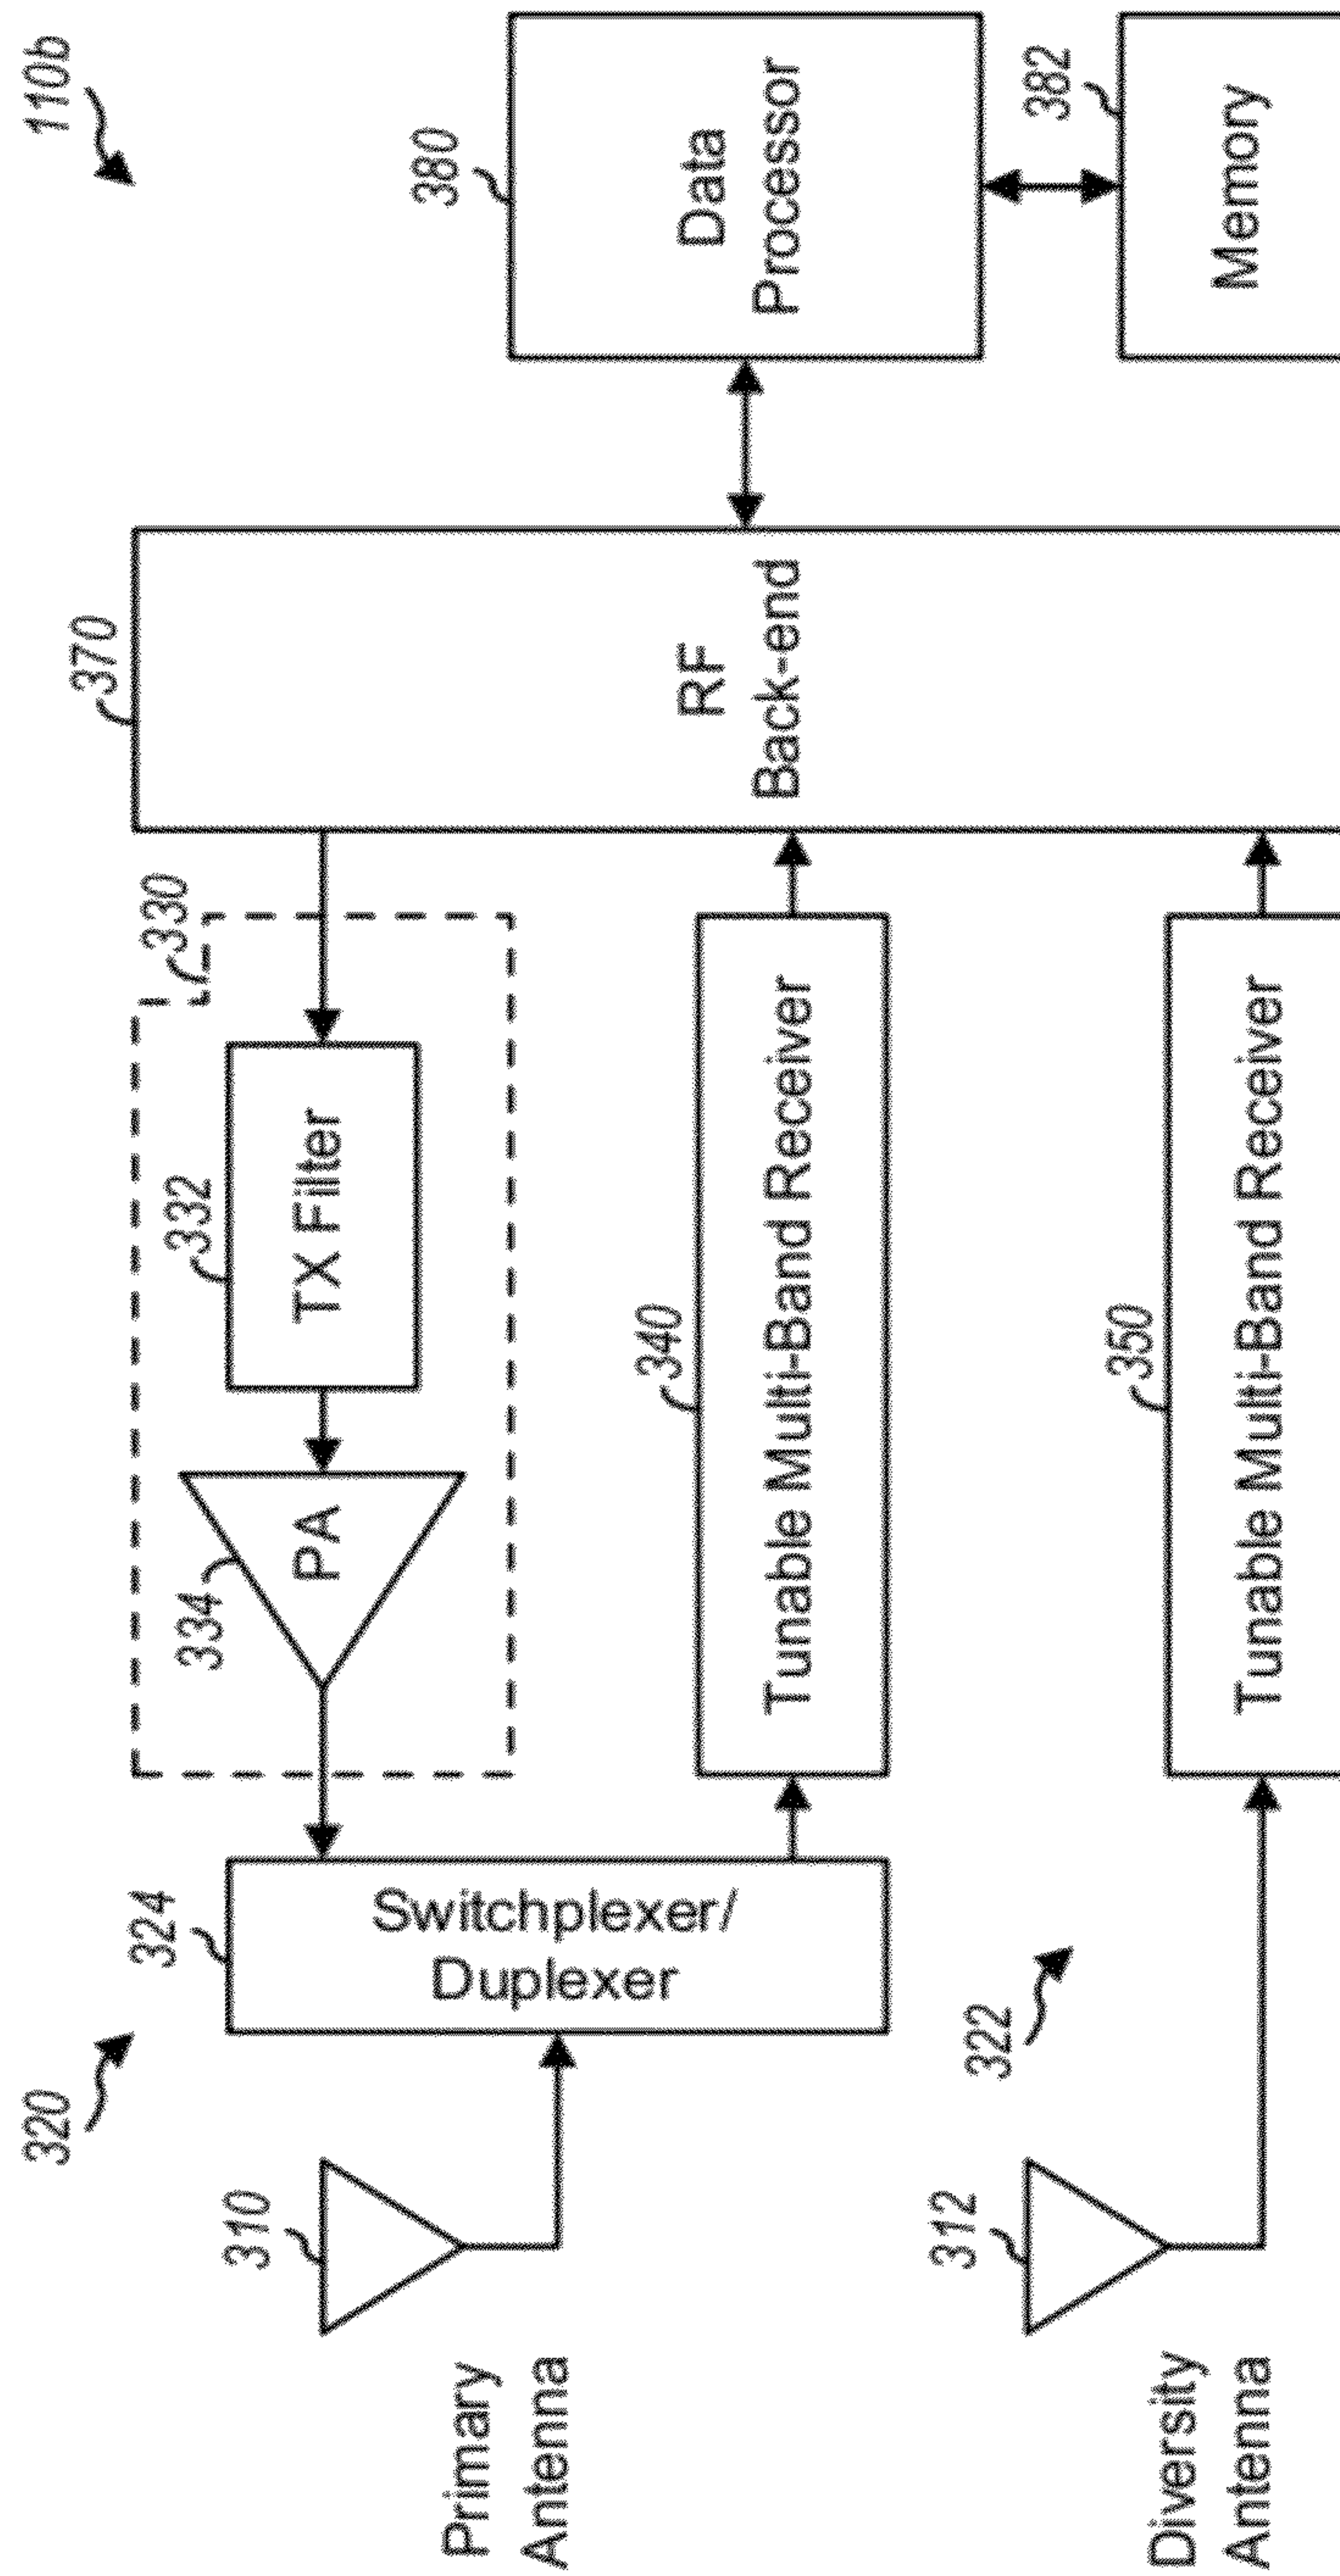 110b
320
324
334
332
330
370
380
310
PA
TX Filter
Data
Processor
Switchplexer/
Duplexer
RF
Back-end
Primary
Antenna
340
Tunable Multi-Band Receiver
382
322
312
350
Memory
Diversity
Antenna
Tunable Multi-Band Receiver